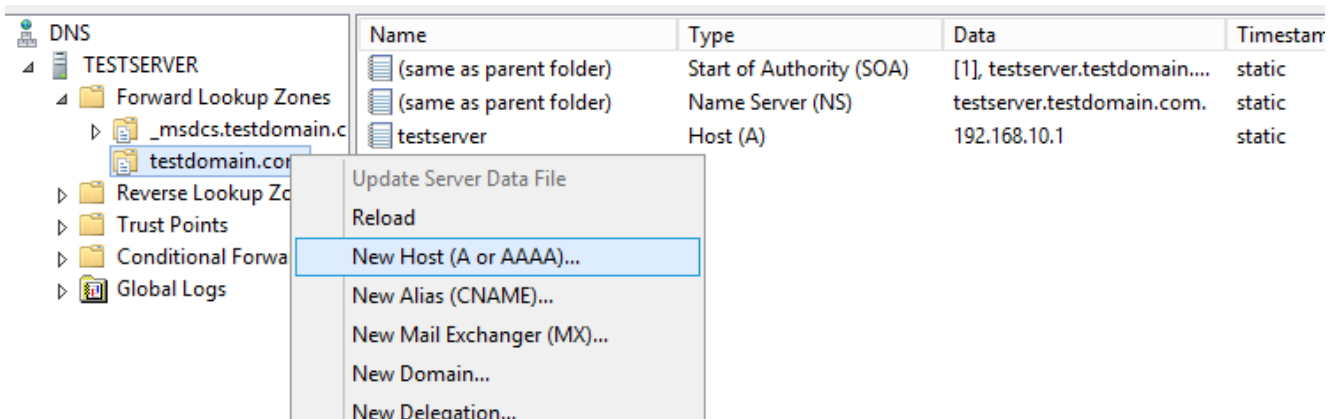 DNS
TESTSERVER
Forward Lookup Zones
_msdcs.testdomain.c
testdomain.com
Reverse Lookup Zo
Trust Points
Conditional Forwa
Global Logs
Name Type Data Timestam
(same as parent folder) Start of Authority (SOA) [1], testserver.testdomain.... static
(same as parent folder) Name Server (NS) testserver.testdomain.com. static
testserver Host (A) 192.168.10.1 static
Update Server Data File
Reload
New Host (A or AAAA)...
New Alias (CNAME)...
New Mail Exchanger (MX)...
New Domain...
New Delegation...